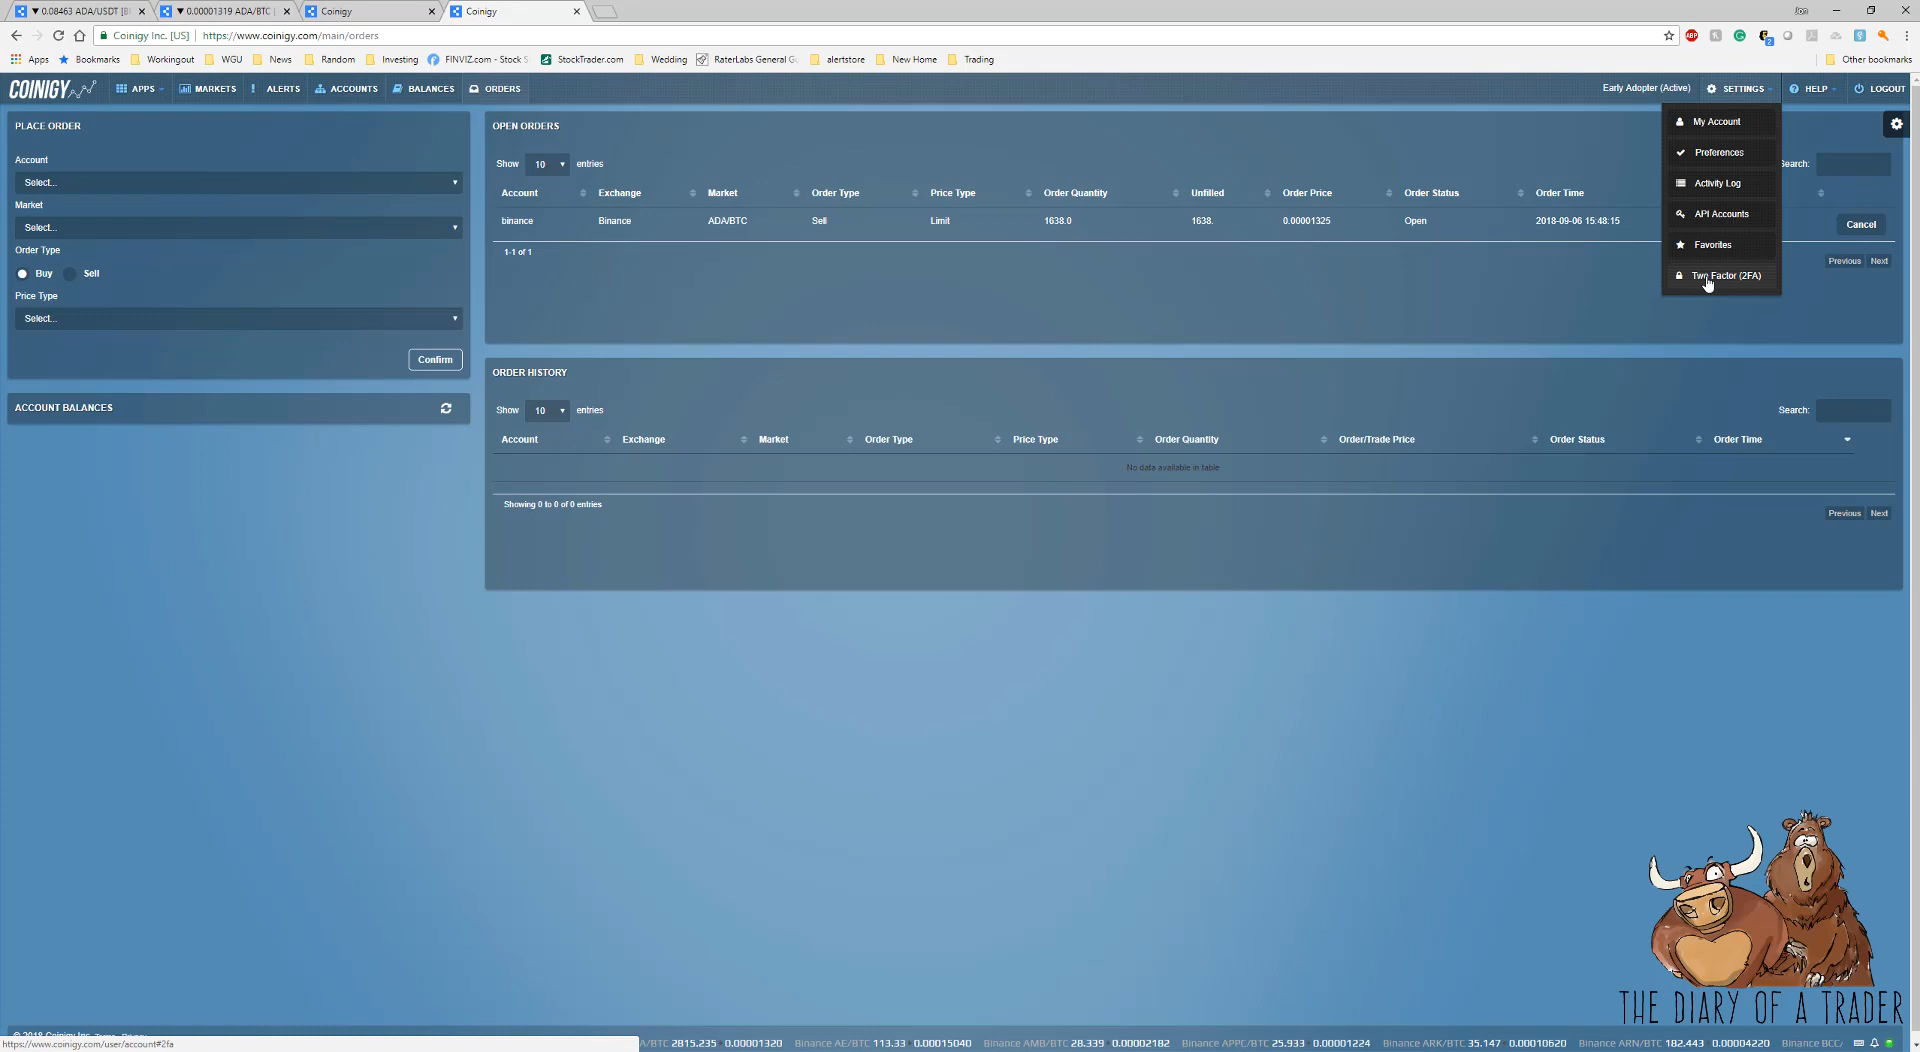 ▼ 0.08463 ADA/USDT [B
▼ 0.00001319 ADA/BTC |
Coinigy
Coinigy
Jon
Coinigy Inc. [US] | https://www.coinigy.com/main/orders
Apps Bookmarks Workingout WGU News Random Investing FINVIZ.com - Stock S StockTrader.com Wedding RaterLabs General Gu alertstore New Home Trading Other bookmarks
COINIGY APPS MARKETS ALERTS ACCOUNTS BALANCES ORDERS Early Adopter (Active) SETTINGS HELP LOGOUT
My Account
Preferences
Activity Log
API Accounts
Favorites
Two Factor (2FA)
PLACE ORDER
Account
Select...
Market
Select...
Order Type
Buy Sell
Price Type
Select...
Confirm
ACCOUNT BALANCES
OPEN ORDERS
Show 10 entries Search:
Account Exchange Market Order Type Price Type Order Quantity Unfilled Order Price Order Status Order Time
binance Binance ADA/BTC Sell Limit 1638.0 1638. 0.00001325 Open 2018-09-06 15:48:15 Cancel
1-1 of 1
Previous Next
ORDER HISTORY
Show 10 entries Search:
Account Exchange Market Order Type Price Type Order Quantity Order/Trade Price Order Status Order Time
No data available in table
Showing 0 to 0 of 0 entries
Previous Next
THE DIARY OF A TRADER
© 2018 Coinigy Inc. Terms Privacy
https://www.coinigy.com/user/account#2fa
A/BTC 2815.235 - 0.00001320 Binance AE/BTC 113.33 - 0.00015040 Binance AMB/BTC 28.339 - 0.00002182 Binance APPC/BTC 25.933 - 0.00001224 Binance ARK/BTC 35.147 - 0.00010620 Binance ARN/BTC 182.443 - 0.00004220 Binance BCC/